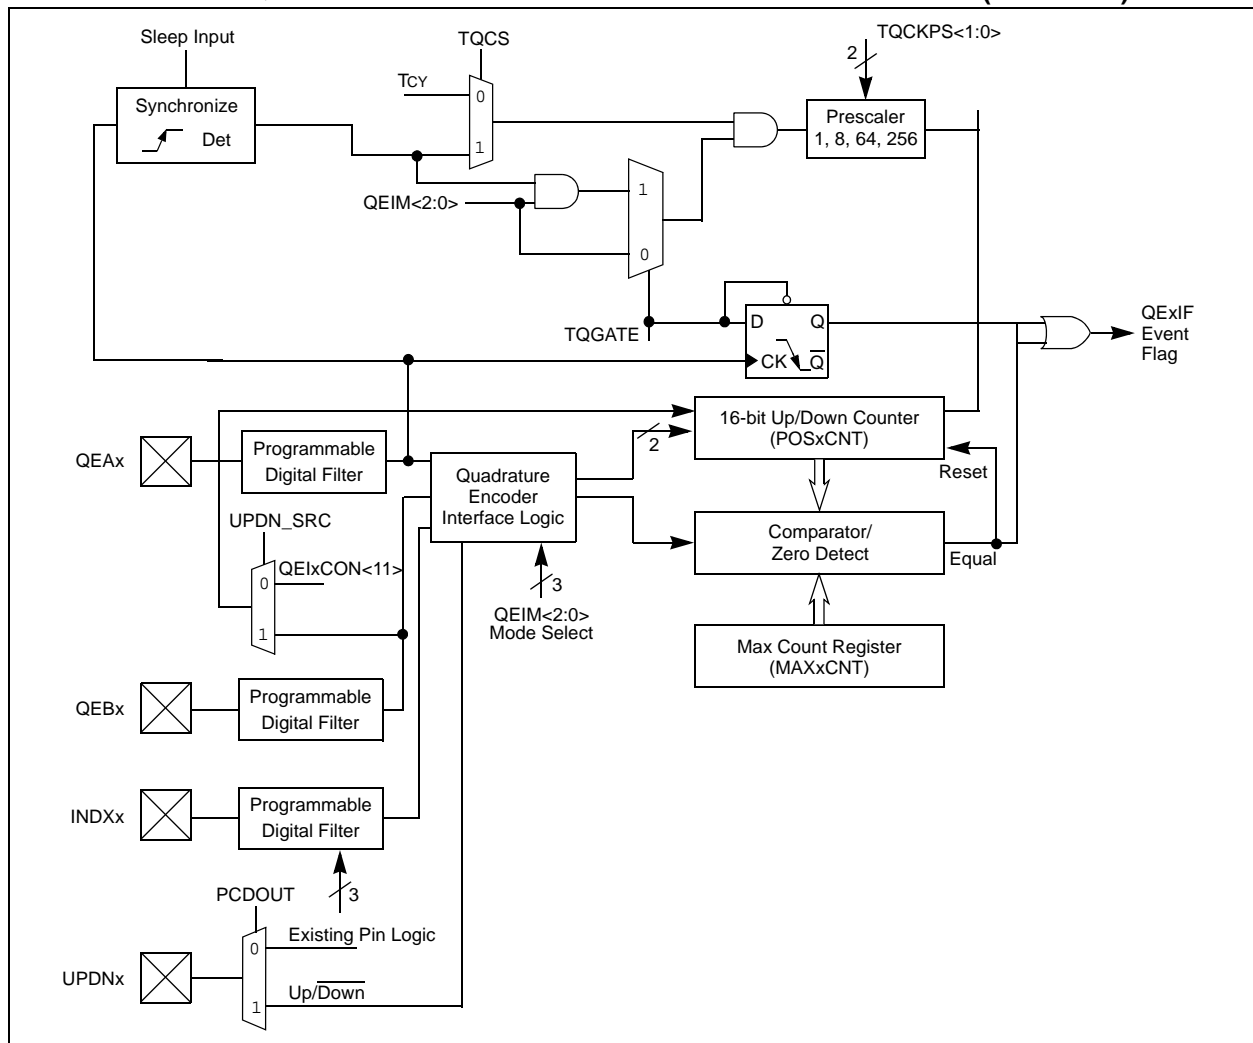 Sleep Input
TQCS
TQCKPS<1:0>
2
TCY
0
1
Synchronize
Det
Prescaler
1, 8, 64, 256
QEIM<2:0>
1
0
TQGATE
D
Q
CK
Q
QExIF
Event
Flag
16-bit Up/Down Counter
(POSxCNT)
2
Reset
QEAx
Programmable
Digital Filter
Quadrature
Encoder
Interface Logic
UPDN_SRC
0
QEIxCON<11>
1
3
QEIM<2:0>
Mode Select
Comparator/
Zero Detect
Equal
Max Count Register
(MAXxCNT)
QEBx
Programmable
Digital Filter
INDXx
Programmable
Digital Filter
3
PCDOUT
0
Existing Pin Logic
UPDNx
1
Up/Down